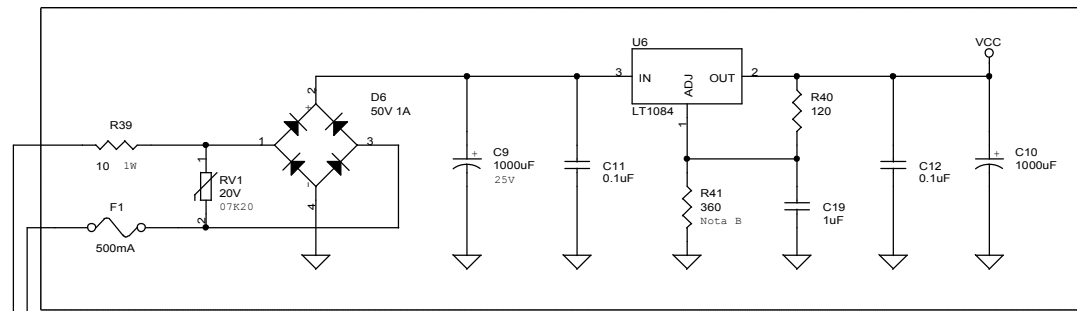 R39
10 1W
F1
500mA
1
RV1
20V
07K20
2
D6
50V 1A
2
+
1
3
-
4
+
C9
1000uF
25V
C11
0.1uF
U6
3
IN
OUT
2
ADJ
LT1084
1
R41
360
Nota B
R40
120
C19
1uF
C12
0.1uF
VCC
+
C10
1000uF